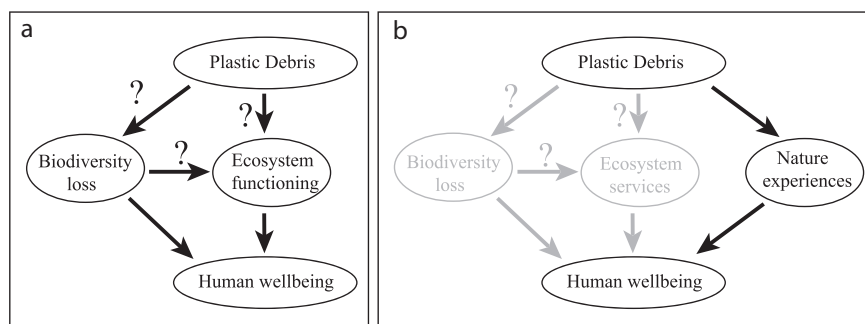 a
Plastic Debris
?
?
Biodiversity
loss
?
Ecosystem
functioning
Human wellbeing
b
Plastic Debris
?
?
Biodiversity
loss
?
Ecosystem
services
Nature
experiences
Human wellbeing